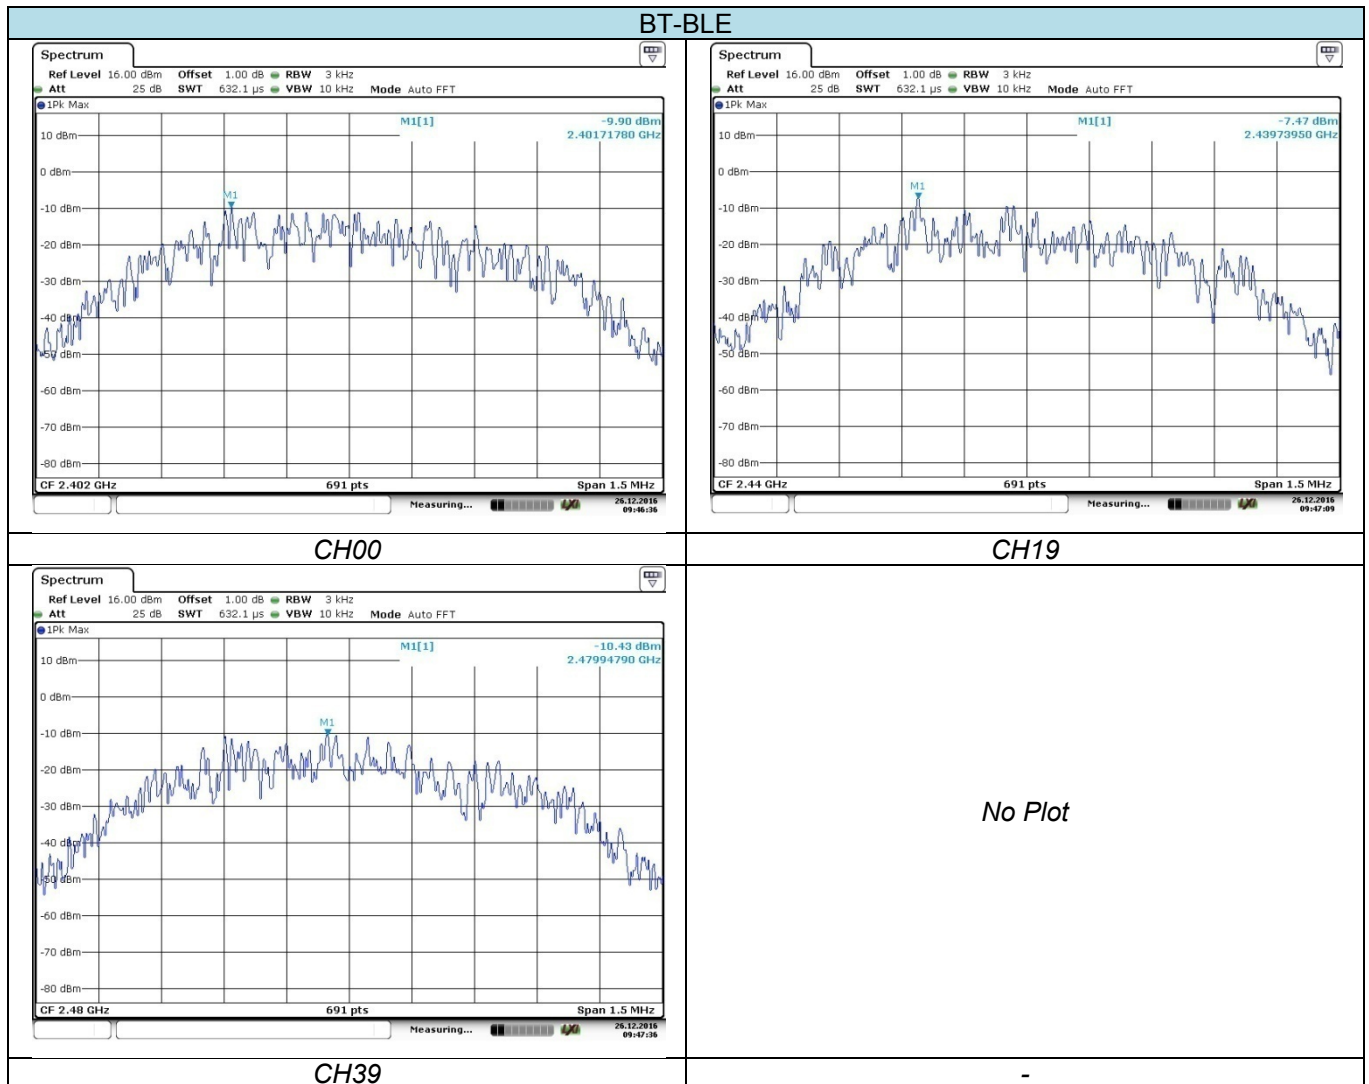 BT-BLE
Spectrum
Ref Level 16.00 dBm Offset 1.00 dB RBW 3 kHz
Att 25 dB SWT 632.1 µs VBW 10 kHz Mode Auto FFT
1Pk Max
M1[1] -9.90 dBm
2.40171780 GHz
10 dBm
0 dBm
M1
-10 dBm
-20 dBm
-30 dBm
-40 dBm
-50 dBm
-60 dBm
-70 dBm
-80 dBm
CF 2.402 GHz 691 pts Span 1.5 MHz
Measuring... LXI 26.12.2016
09:46:36
CH00
Spectrum
Ref Level 16.00 dBm Offset 1.00 dB RBW 3 kHz
Att 25 dB SWT 632.1 µs VBW 10 kHz Mode Auto FFT
1Pk Max
M1[1] -7.47 dBm
2.43973950 GHz
10 dBm
0 dBm
M1
-10 dBm
-20 dBm
-30 dBm
-40 dBm
-50 dBm
-60 dBm
-70 dBm
-80 dBm
CF 2.44 GHz 691 pts Span 1.5 MHz
Measuring... LXI 26.12.2016
09:47:09
CH19
Spectrum
Ref Level 16.00 dBm Offset 1.00 dB RBW 3 kHz
Att 25 dB SWT 632.1 µs VBW 10 kHz Mode Auto FFT
1Pk Max
M1[1] -10.43 dBm
2.47994790 GHz
10 dBm
0 dBm
M1
-10 dBm
-20 dBm
-30 dBm
-40 dBm
-50 dBm
-60 dBm
-70 dBm
-80 dBm
CF 2.48 GHz 691 pts Span 1.5 MHz
Measuring... LXI 26.12.2016
09:47:36
CH39
No Plot
-